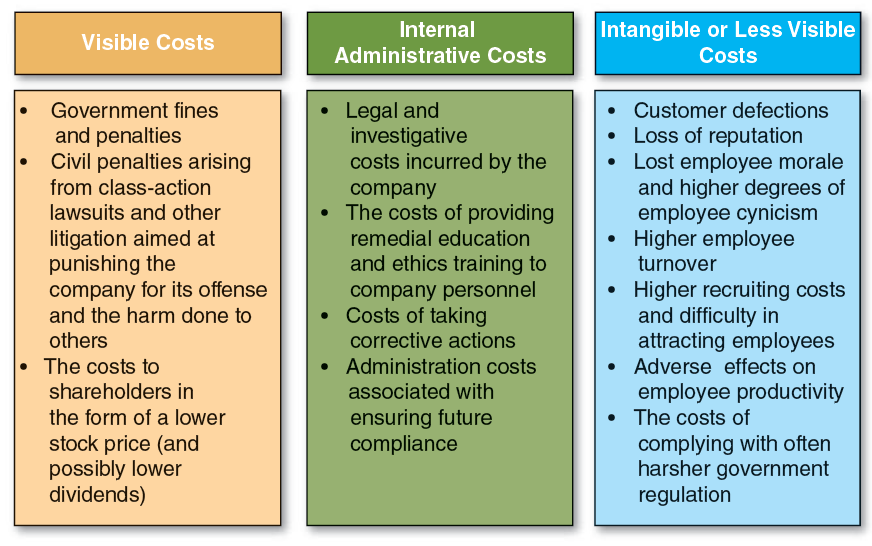 Visible Costs
• Government fines
and penalties
• Civil penalties arising
from class-action
lawsuits and other
litigation aimed at
punishing the
company for its offense
and the harm done to
others
• The costs to
shareholders in
the form of a lower
stock price (and
possibly lower
dividends)
Internal
Administrative Costs
• Legal and
investigative
costs incurred by the
company
• The costs of providing
remedial education
and ethics training to
company personnel
• Costs of taking
corrective actions
• Administration costs
associated with
ensuring future
compliance
Intangible or Less Visible
Costs
• Customer defections
• Loss of reputation
• Lost employee morale
and higher degrees of
employee cynicism
• Higher employee
turnover
• Higher recruiting costs
and difficulty in
attracting employees
• Adverse effects on
employee productivity
• The costs of
complying with often
harsher government
regulation